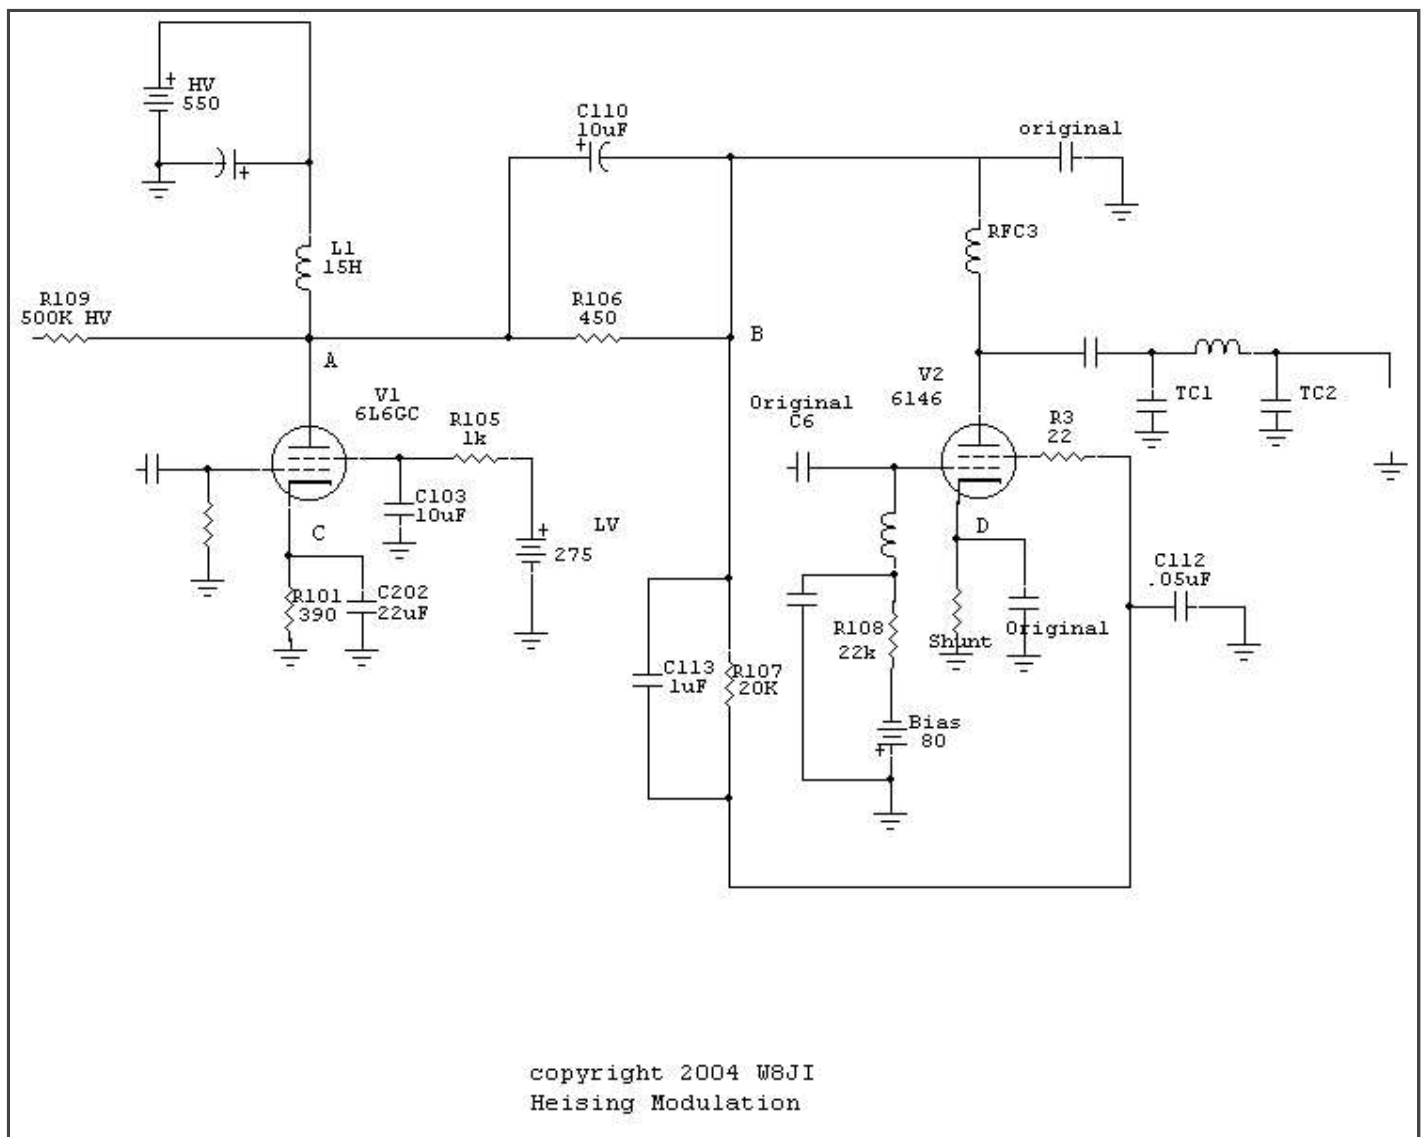 + HV
550
+
C110
10uF
+
original
L1
15H
RFC3
R109
500K HV
R106
450
A
B
V1
6L6GC
R105
1k
V2
6146
Original
C6
R3
22
TC1
TC2
C103
10uF
C
+
LV
275
D
R101
390
C202
22uF
C112
.05uF
R108
22k
Shunt
Original
C113
1uF
R107
20K
Bias
80
+
copyright 2004 W8JI
Heising Modulation